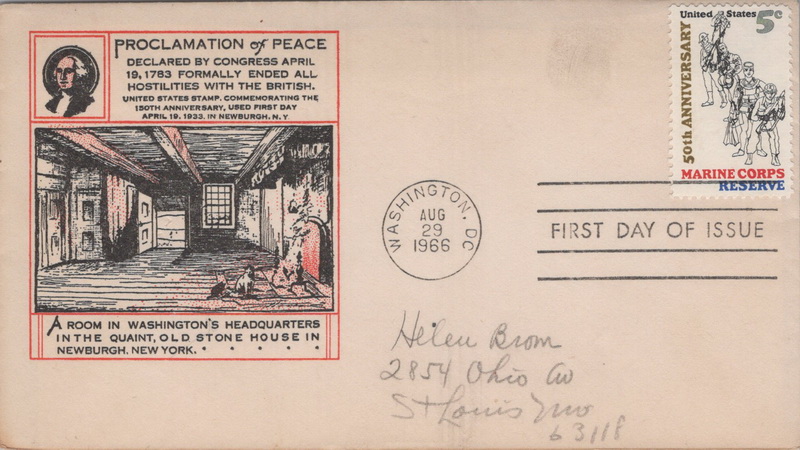 PROCLAMATION of PEACE
DECLARED BY CONGRESS APRIL
19, 1783 FORMALLY ENDED ALL
HOSTILITIES WITH THE BRITISH.
UNITED STATES STAMP, COMMEMORATING THE
150TH ANNIVERSARY, USED FIRST DAY
APRIL 19, 1933, IN NEWBURGH, N.Y.
A ROOM IN WASHINGTON'S HEADQUARTERS
IN THE QUAINT, OLD STONE HOUSE IN
NEWBURGH, NEW YORK.
United States 5c
50th ANNIVERSARY
MARINE CORPS
RESERVE
WASHINGTON, DC
AUG
29
1966
FIRST DAY OF ISSUE
Helen Brom
2854 Ohio Av
St Louis Mo
63118